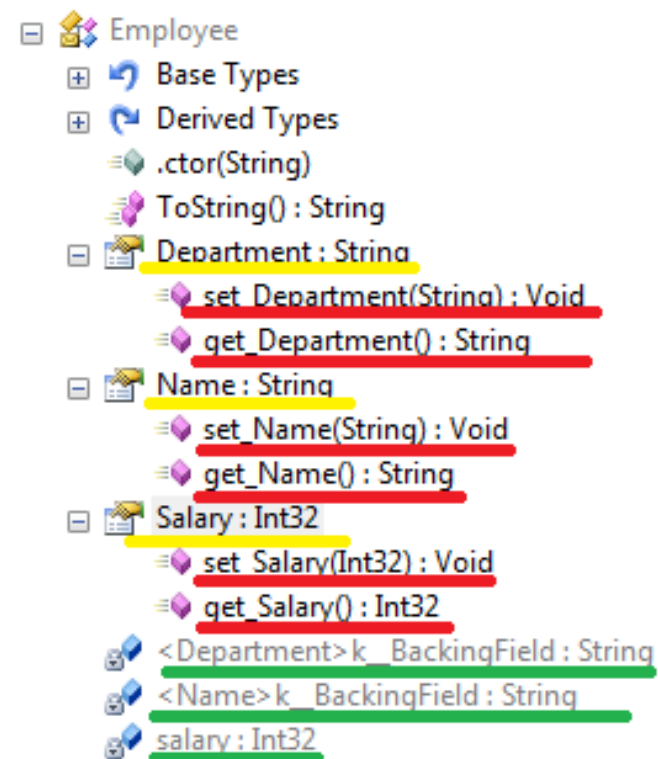 Employee
Base Types
Derived Types
.ctor(String)
ToString() : String
Department : String
set_Department(String) : Void
get_Department() : String
Name : String
set_Name(String) : Void
get_Name() : String
Salary : Int32
set_Salary(Int32) : Void
get_Salary() : Int32
<Department>k__BackingField : String
<Name>k__BackingField : String
salary : Int32